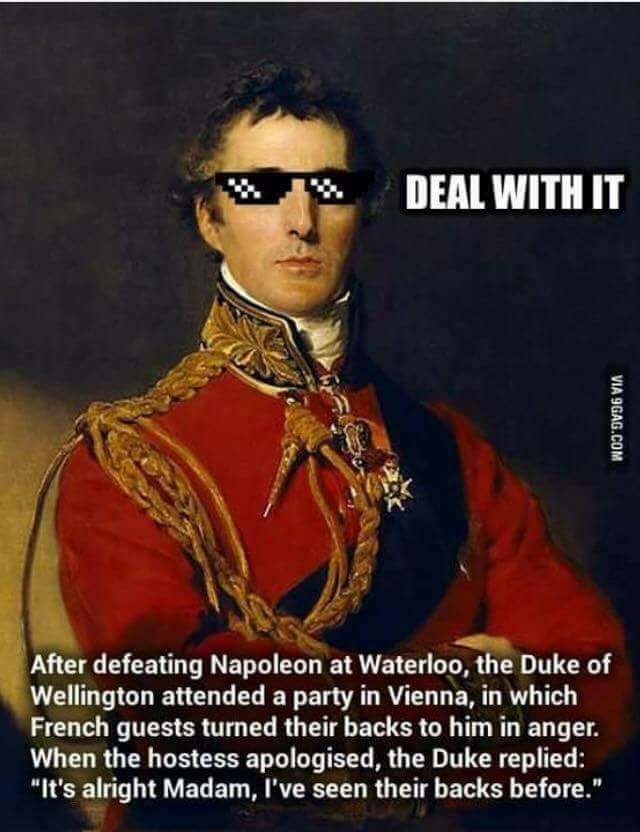 DEAL WITH IT
VIA 9GAG.COM
After defeating Napoleon at Waterloo, the Duke of
Wellington attended a party in Vienna, in which
French guests turned their backs to him in anger.
When the hostess apologised, the Duke replied:
"It's alright Madam, I've seen their backs before."